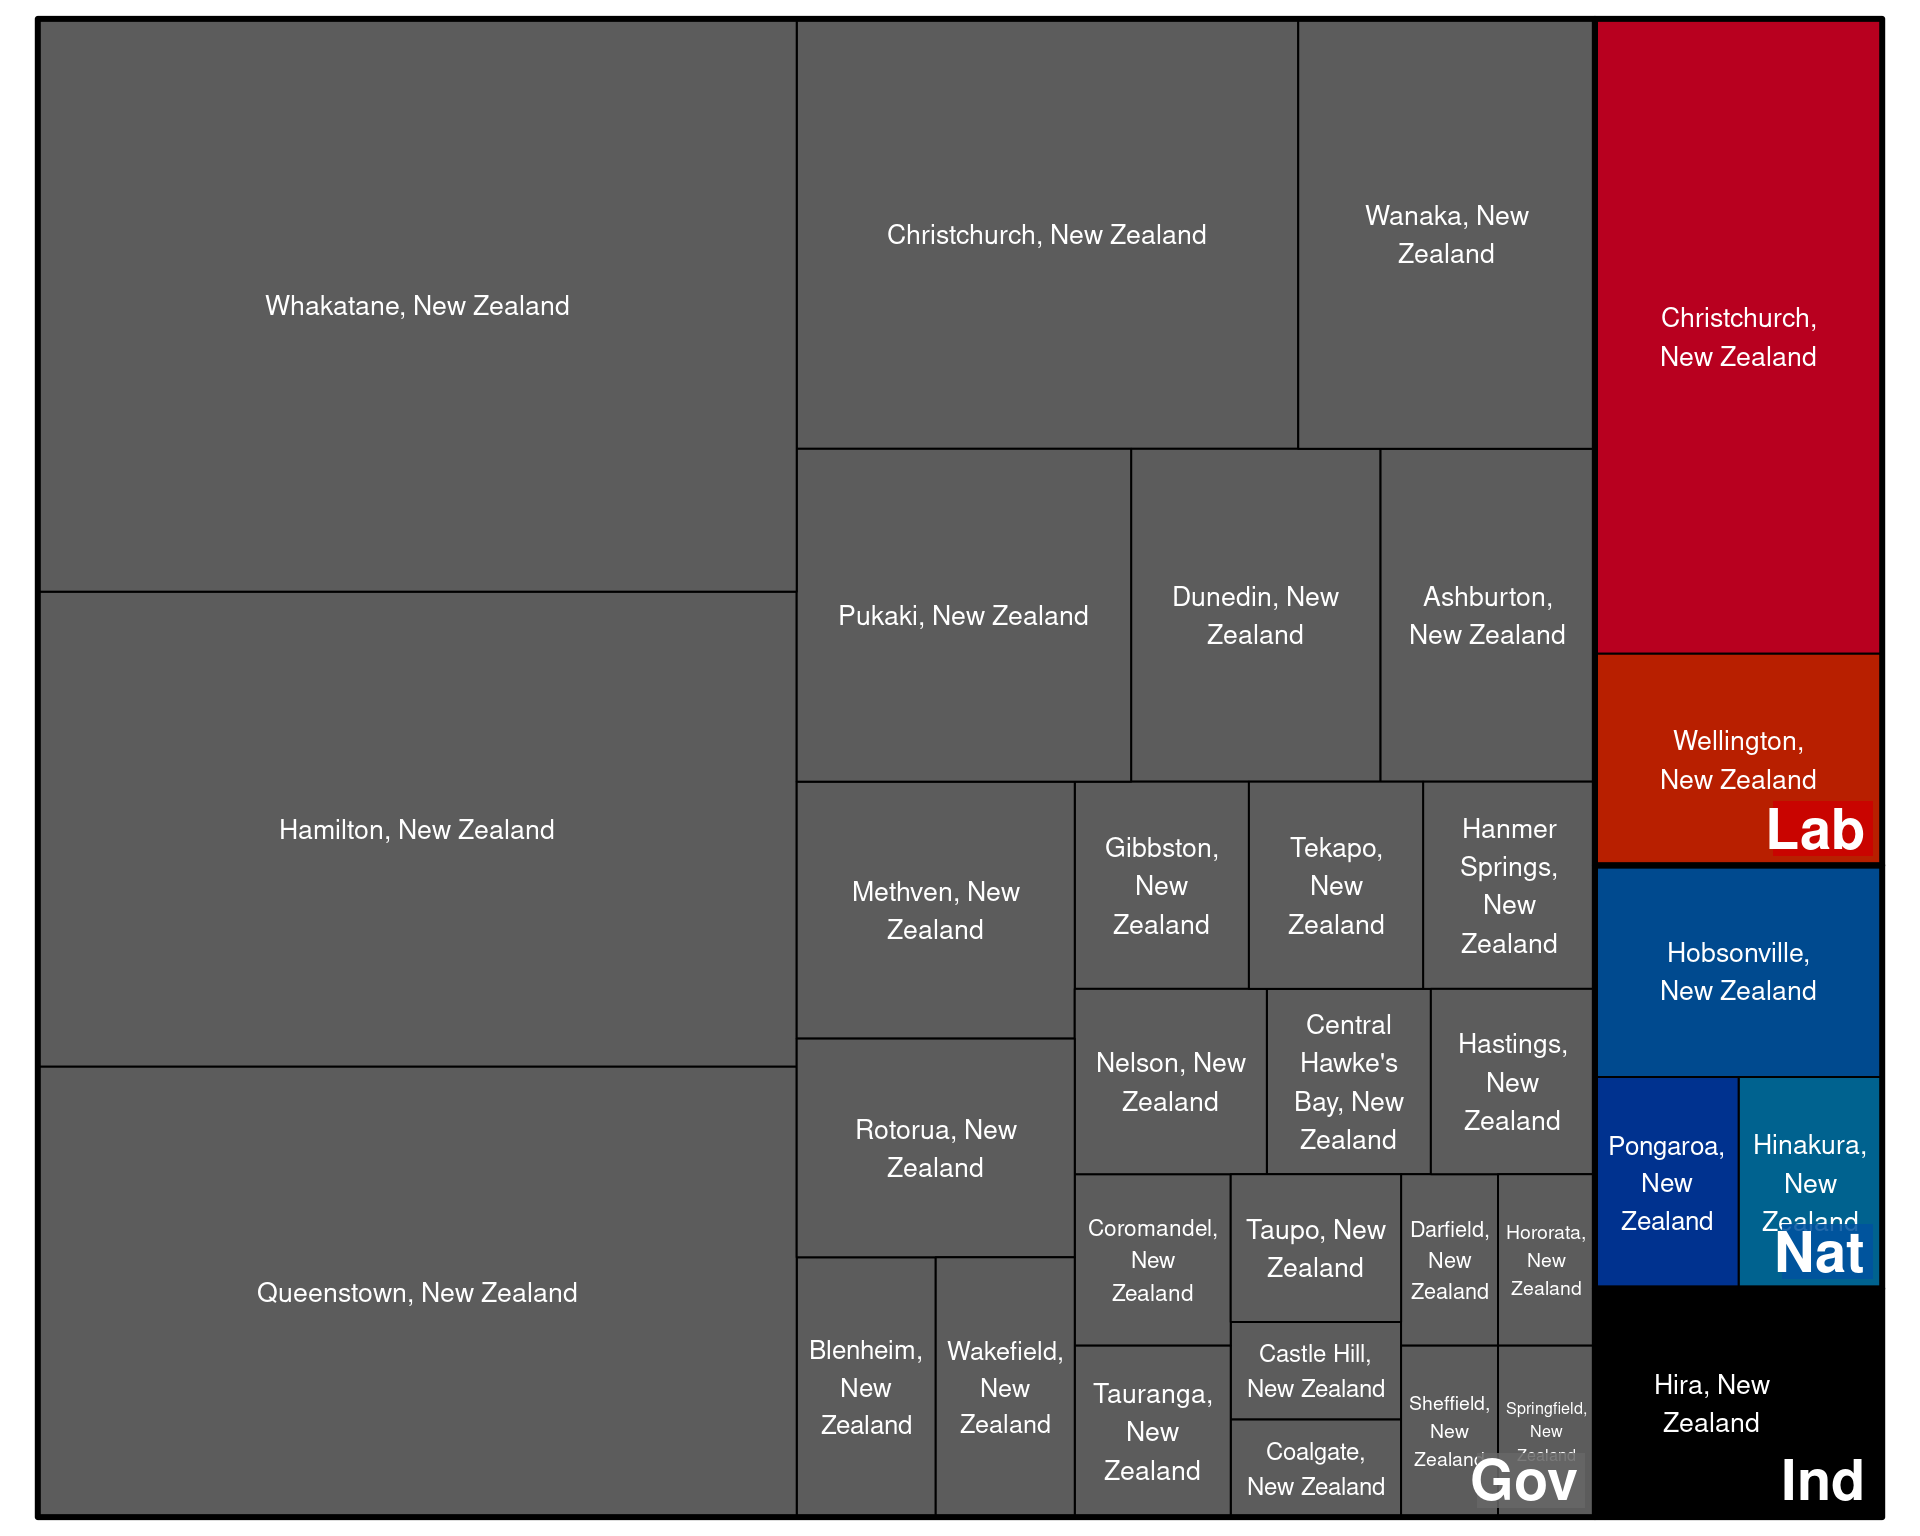 Whakatane, New Zealand
Hamilton, New Zealand
Queenstown, New Zealand
Christchurch, New Zealand
Wanaka, New
Zealand
Pukaki, New Zealand
Dunedin, New
Zealand
Ashburton,
New Zealand
Methven, New
Zealand
Rotorua, New
Zealand
Blenheim,
New
Zealand
Wakefield,
New
Zealand
Gibbston,
New
Zealand
Tekapo,
New
Zealand
Hanmer
Springs,
New
Zealand
Nelson, New
Zealand
Central
Hawke's
Bay, New
Zealand
Hastings,
New
Zealand
Coromandel,
New
Zealand
Tauranga,
New
Zealand
Taupo, New
Zealand
Castle Hill,
New Zealand
Coalgate,
New Zealand
Darfield,
New
Zealand
Hororata,
New
Zealand
Sheffield,
New
Zealand
Springfield,
New
Zealand
Gov
Christchurch,
New Zealand
Wellington,
New Zealand
Lab
Hobsonville,
New Zealand
Pongaroa,
New
Zealand
Hinakura,
New
Zealand
Nat
Hira, New
Zealand
Ind